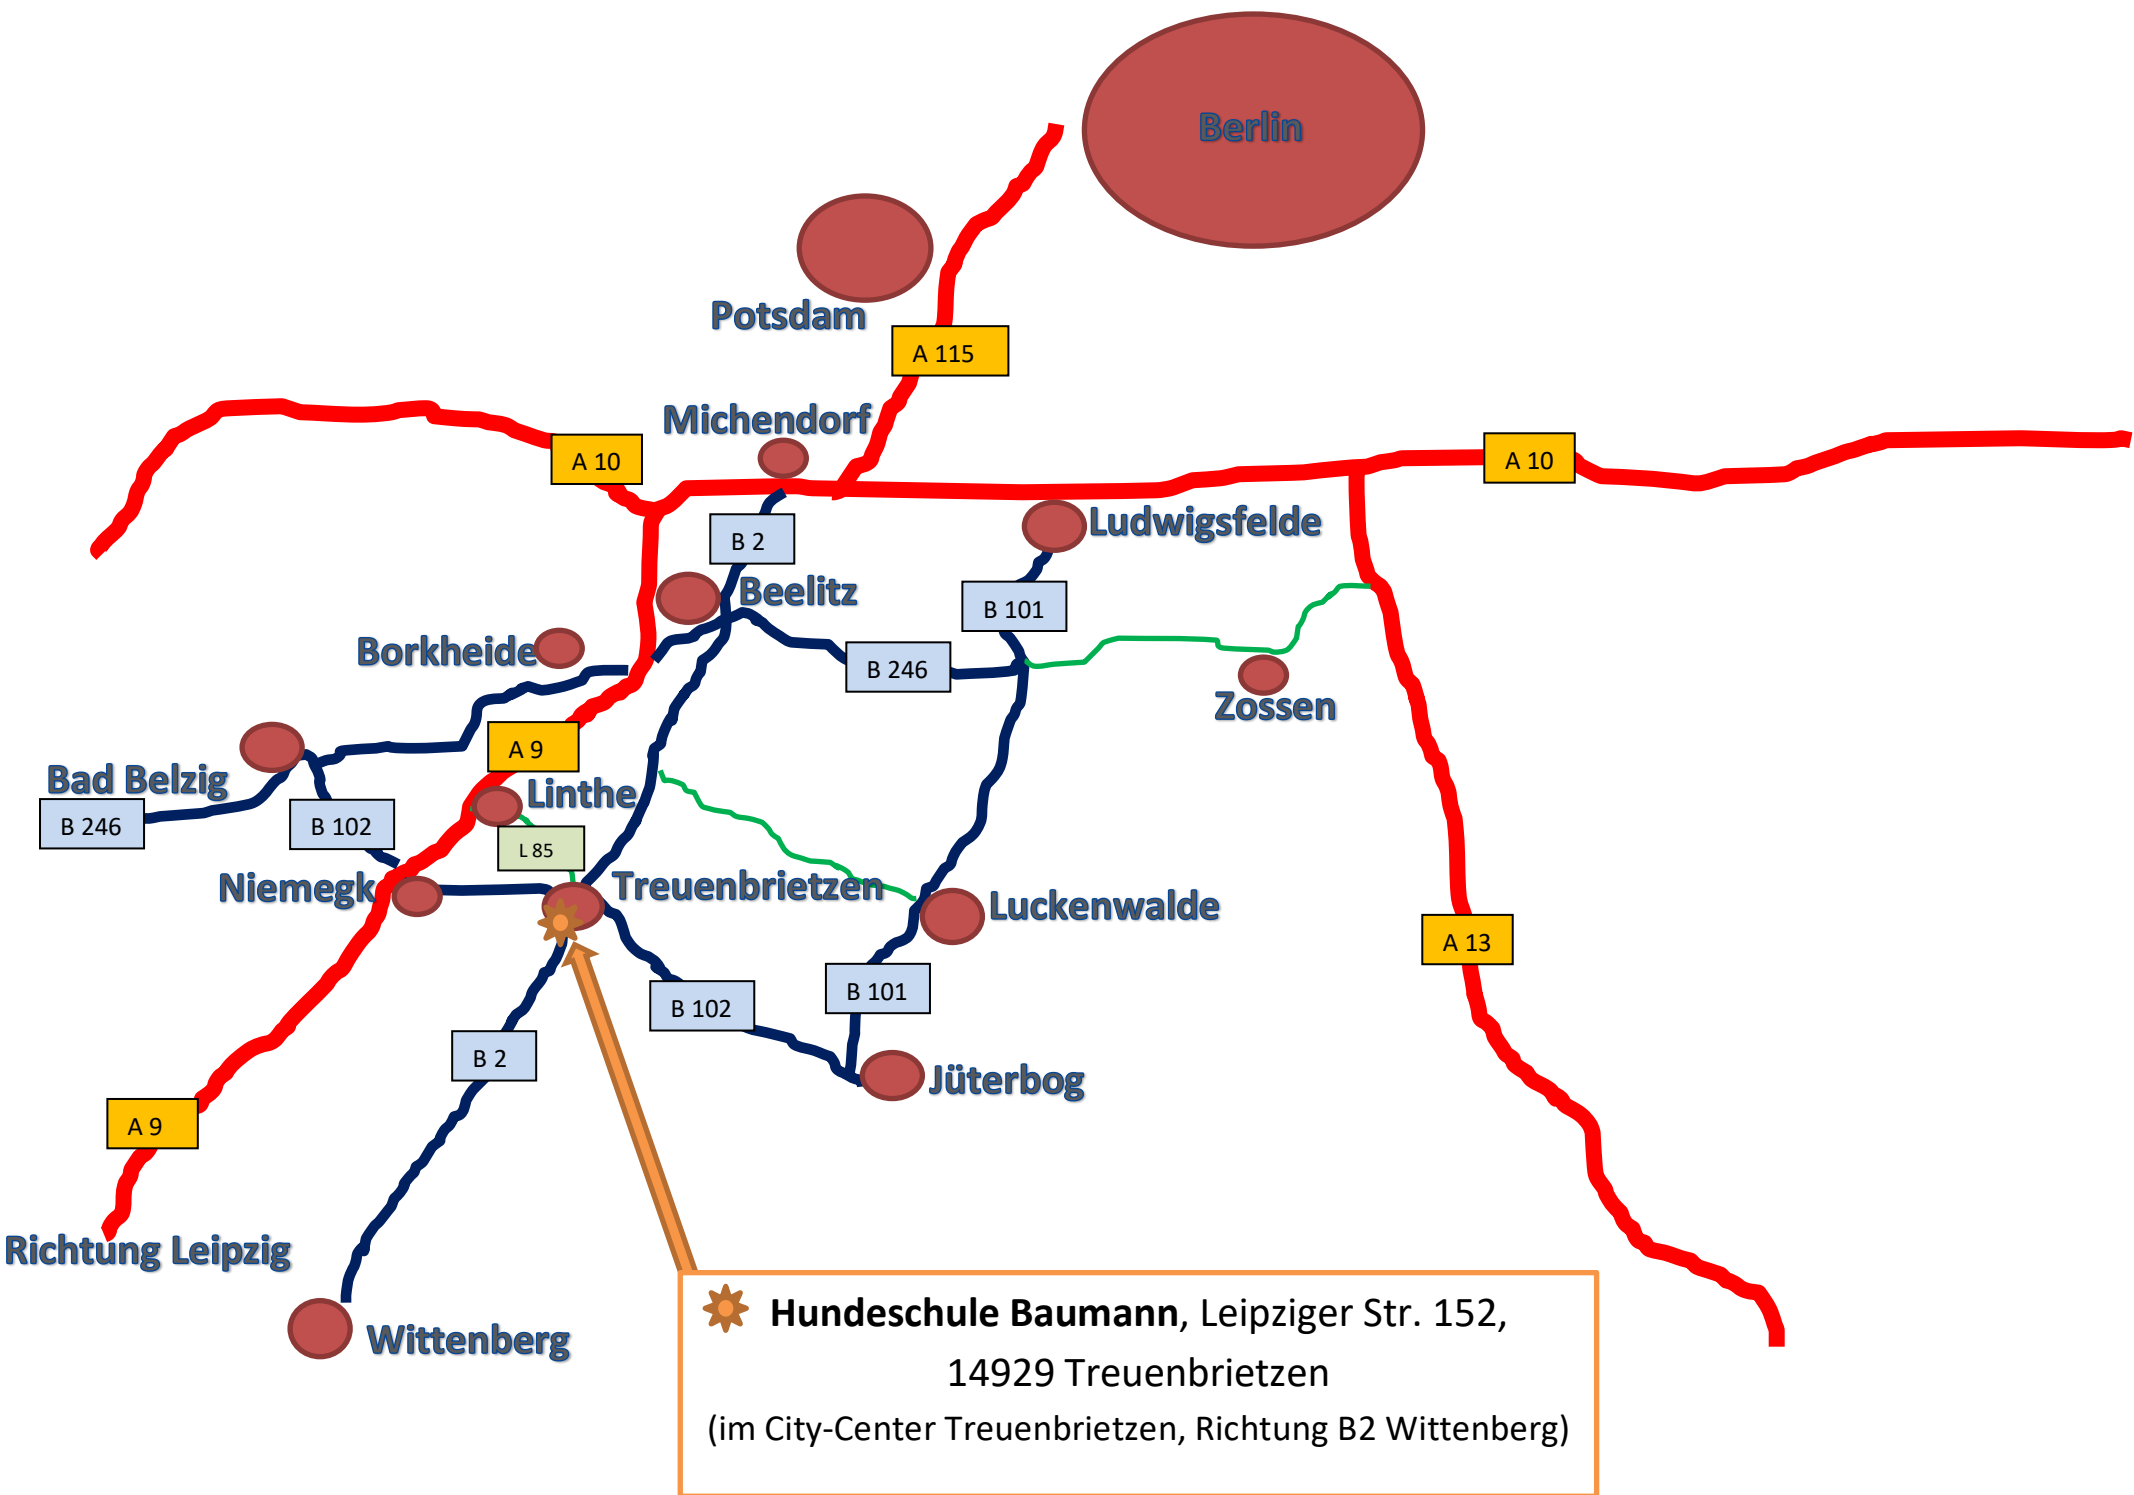 Berlin
Potsdam
A 115
Michendorf
A 10
A 10
B 2
Ludwigsfelde
Beelitz
B 101
Borkheide
B 246
Zossen
A 9
Bad Belzig
Linthe
B 246
B 102
L 85
Niemegk
Treuenbrietzen
Luckenwalde
A 13
B 102
B 101
B 2
Jüterbog
A 9
Richtung Leipzig
Wittenberg
Hundeschule Baumann, Leipziger Str. 152,
14929 Treuenbrietzen
(im City-Center Treuenbrietzen, Richtung B2 Wittenberg)